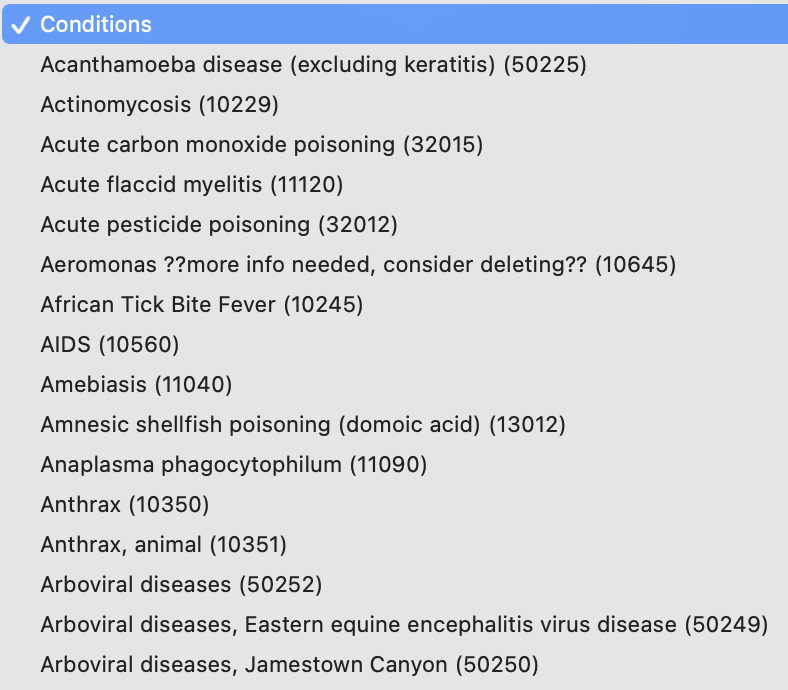 Conditions
Acanthamoeba disease (excluding keratitis) (50225)
Actinomycosis (10229)
Acute carbon monoxide poisoning (32015)
Acute flaccid myelitis (11120)
Acute pesticide poisoning (32012)
Aeromonas ??more info needed, consider deleting?? (10645)
African Tick Bite Fever (10245)
AIDS (10560)
Amebiasis (11040)
Amnesic shellfish poisoning (domoic acid) (13012)
Anaplasma phagocytophilum (11090)
Anthrax (10350)
Anthrax, animal (10351)
Arboviral diseases (50252)
Arboviral diseases, Eastern equine encephalitis virus disease (50249)
Arboviral diseases, Jamestown Canyon (50250)